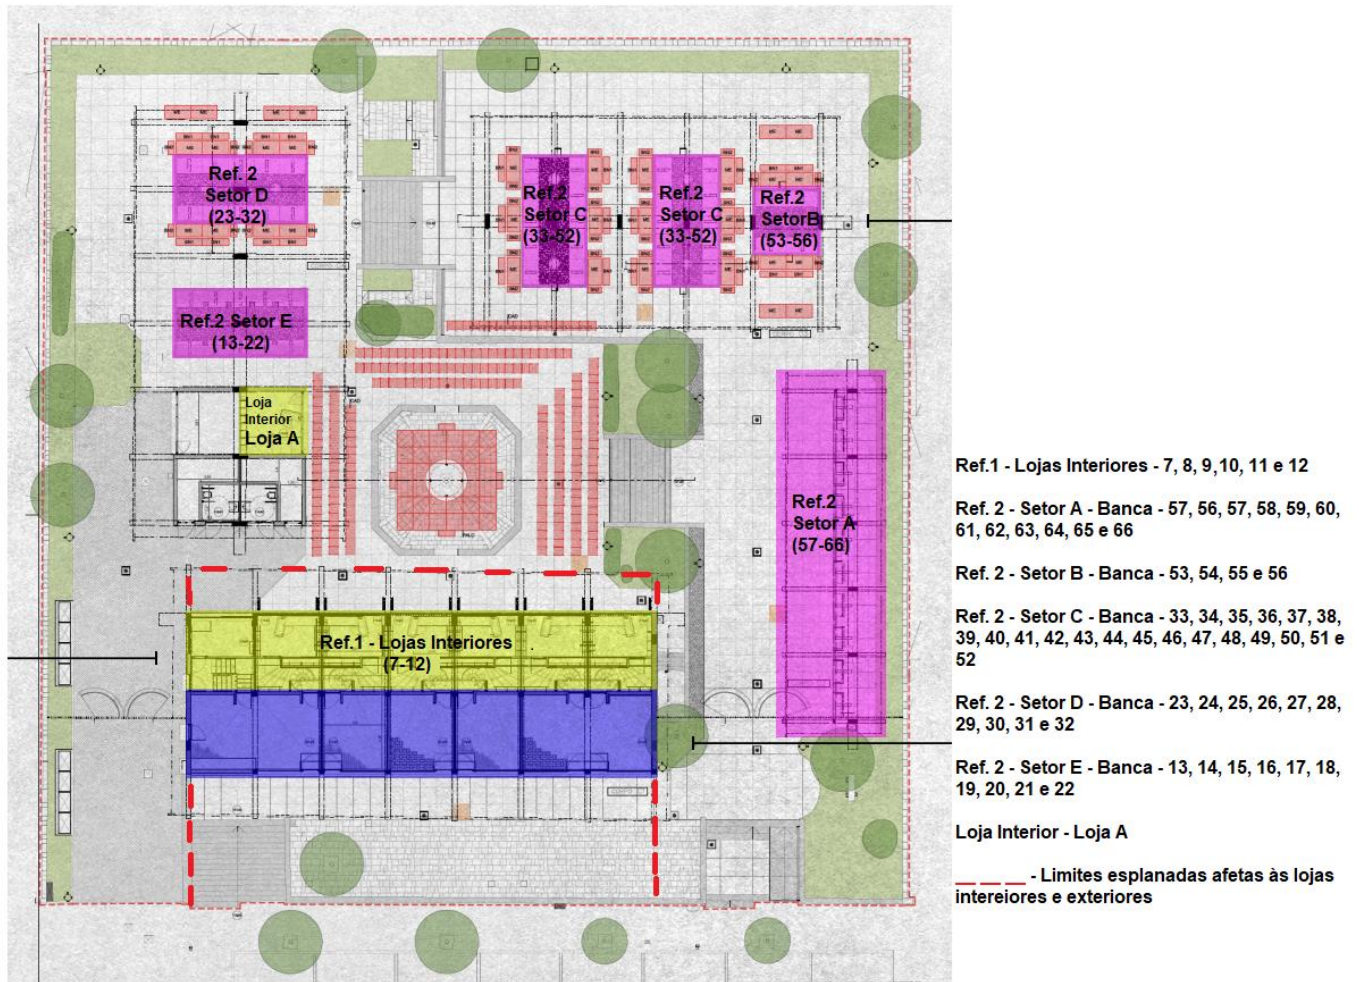 Ref. 2
Setor D
(23-32)
Ref.2
Setor C
(33-52)
Ref.2
Setor C
(33-52)
Ref.2
SetorB
(53-56)
Ref.2 Setor E
(13-22)
Loja
Interior
Loja A
Ref.2
Setor A
(57-66)
Ref.1 - Lojas Interiores
(7-12)
Ref.1 - Lojas Interiores - 7, 8, 9,10, 11 e 12
Ref. 2 - Setor A - Banca - 57, 56, 57, 58, 59, 60,
61, 62, 63, 64, 65 e 66
Ref. 2 - Setor B - Banca - 53, 54, 55 e 56
Ref. 2 - Setor C - Banca - 33, 34, 35, 36, 37, 38,
39, 40, 41, 42, 43, 44, 45, 46, 47, 48, 49, 50, 51 e
52
Ref. 2 - Setor D - Banca - 23, 24, 25, 26, 27, 28,
29, 30, 31 e 32
Ref. 2 - Setor E - Banca - 13, 14, 15, 16, 17, 18,
19, 20, 21 e 22
Loja Interior - Loja A
- Limites esplanadas afetas às lojas
intereiores e exteriores